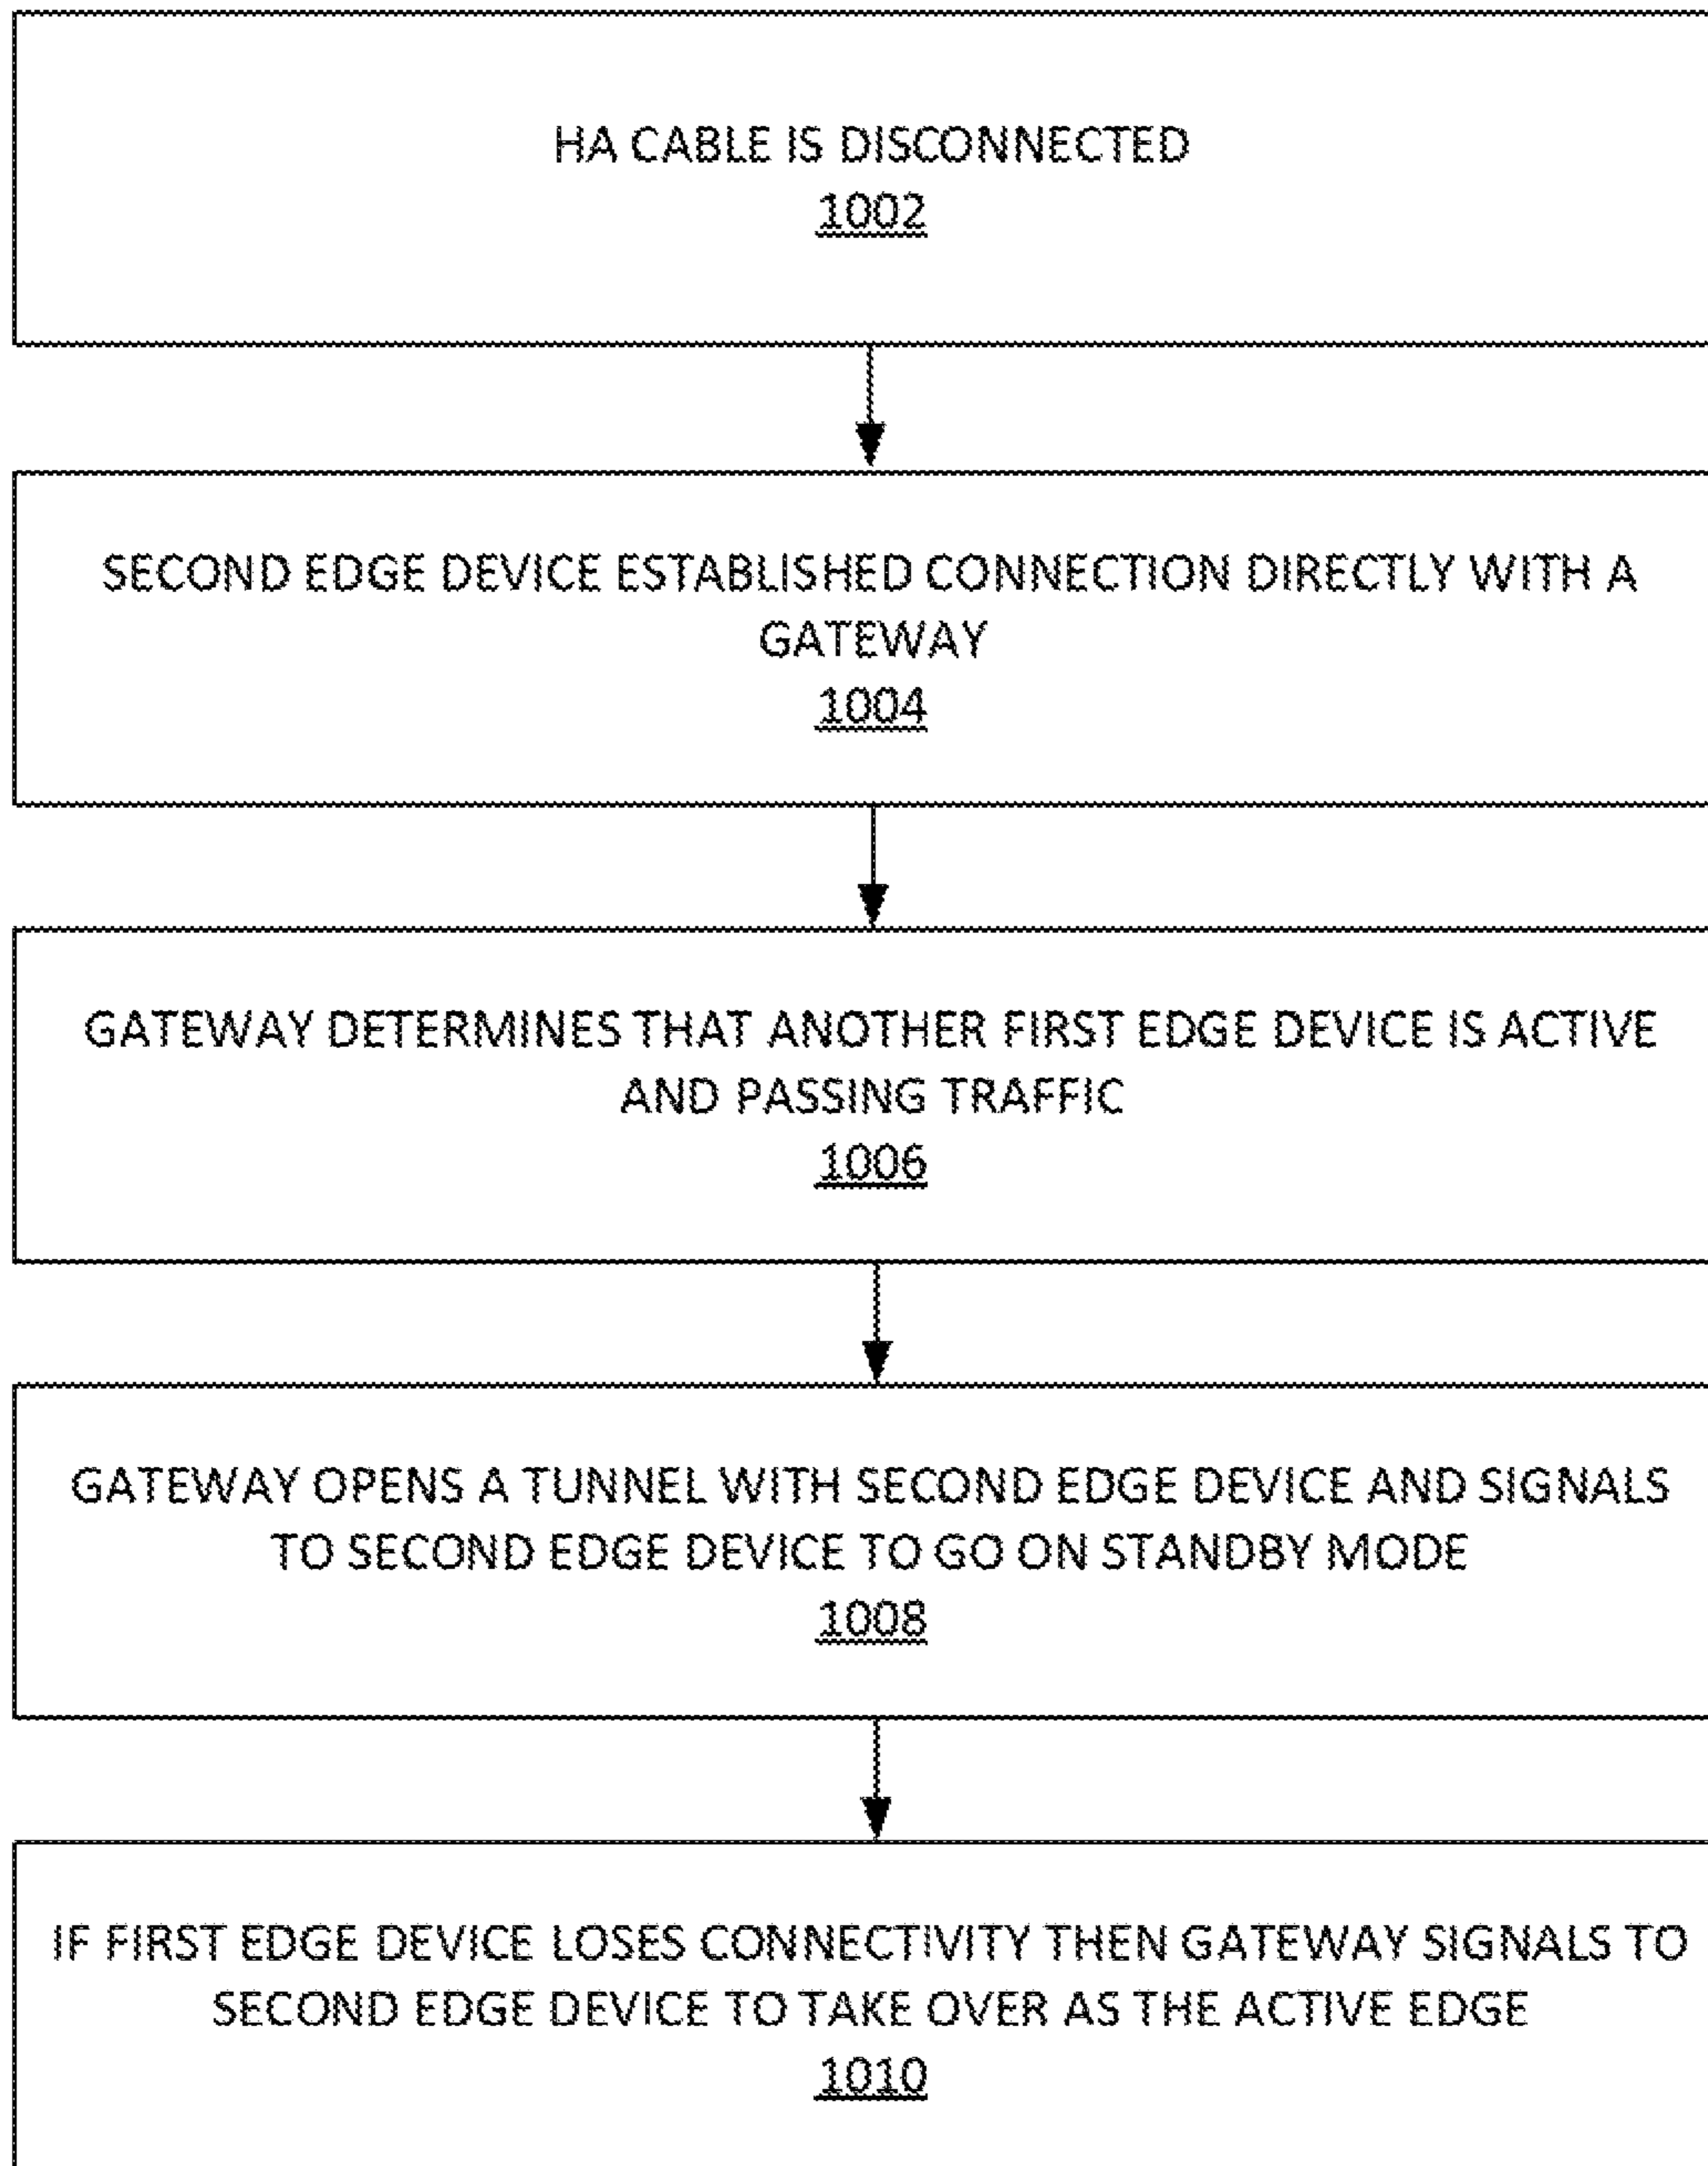 HA CABLE IS DISCONNECTED
1002
SECOND EDGE DEVICE ESTABLISHED CONNECTION DIRECTLY WITH A
GATEWAY
1004
GATEWAY DETERMINES THAT ANOTHER FIRST EDGE DEVICE IS ACTIVE
AND PASSING TRAFFIC
1006
GATEWAY OPENS A TUNNEL WITH SECOND EDGE DEVICE AND SIGNALS
TO SECOND EDGE DEVICE TO GO ON STANDBY MODE
1008
IF FIRST EDGE DEVICE LOSES CONNECTIVITY THEN GATEWAY SIGNALS TO
SECOND EDGE DEVICE TO TAKE OVER AS THE ACTIVE EDGE
1010